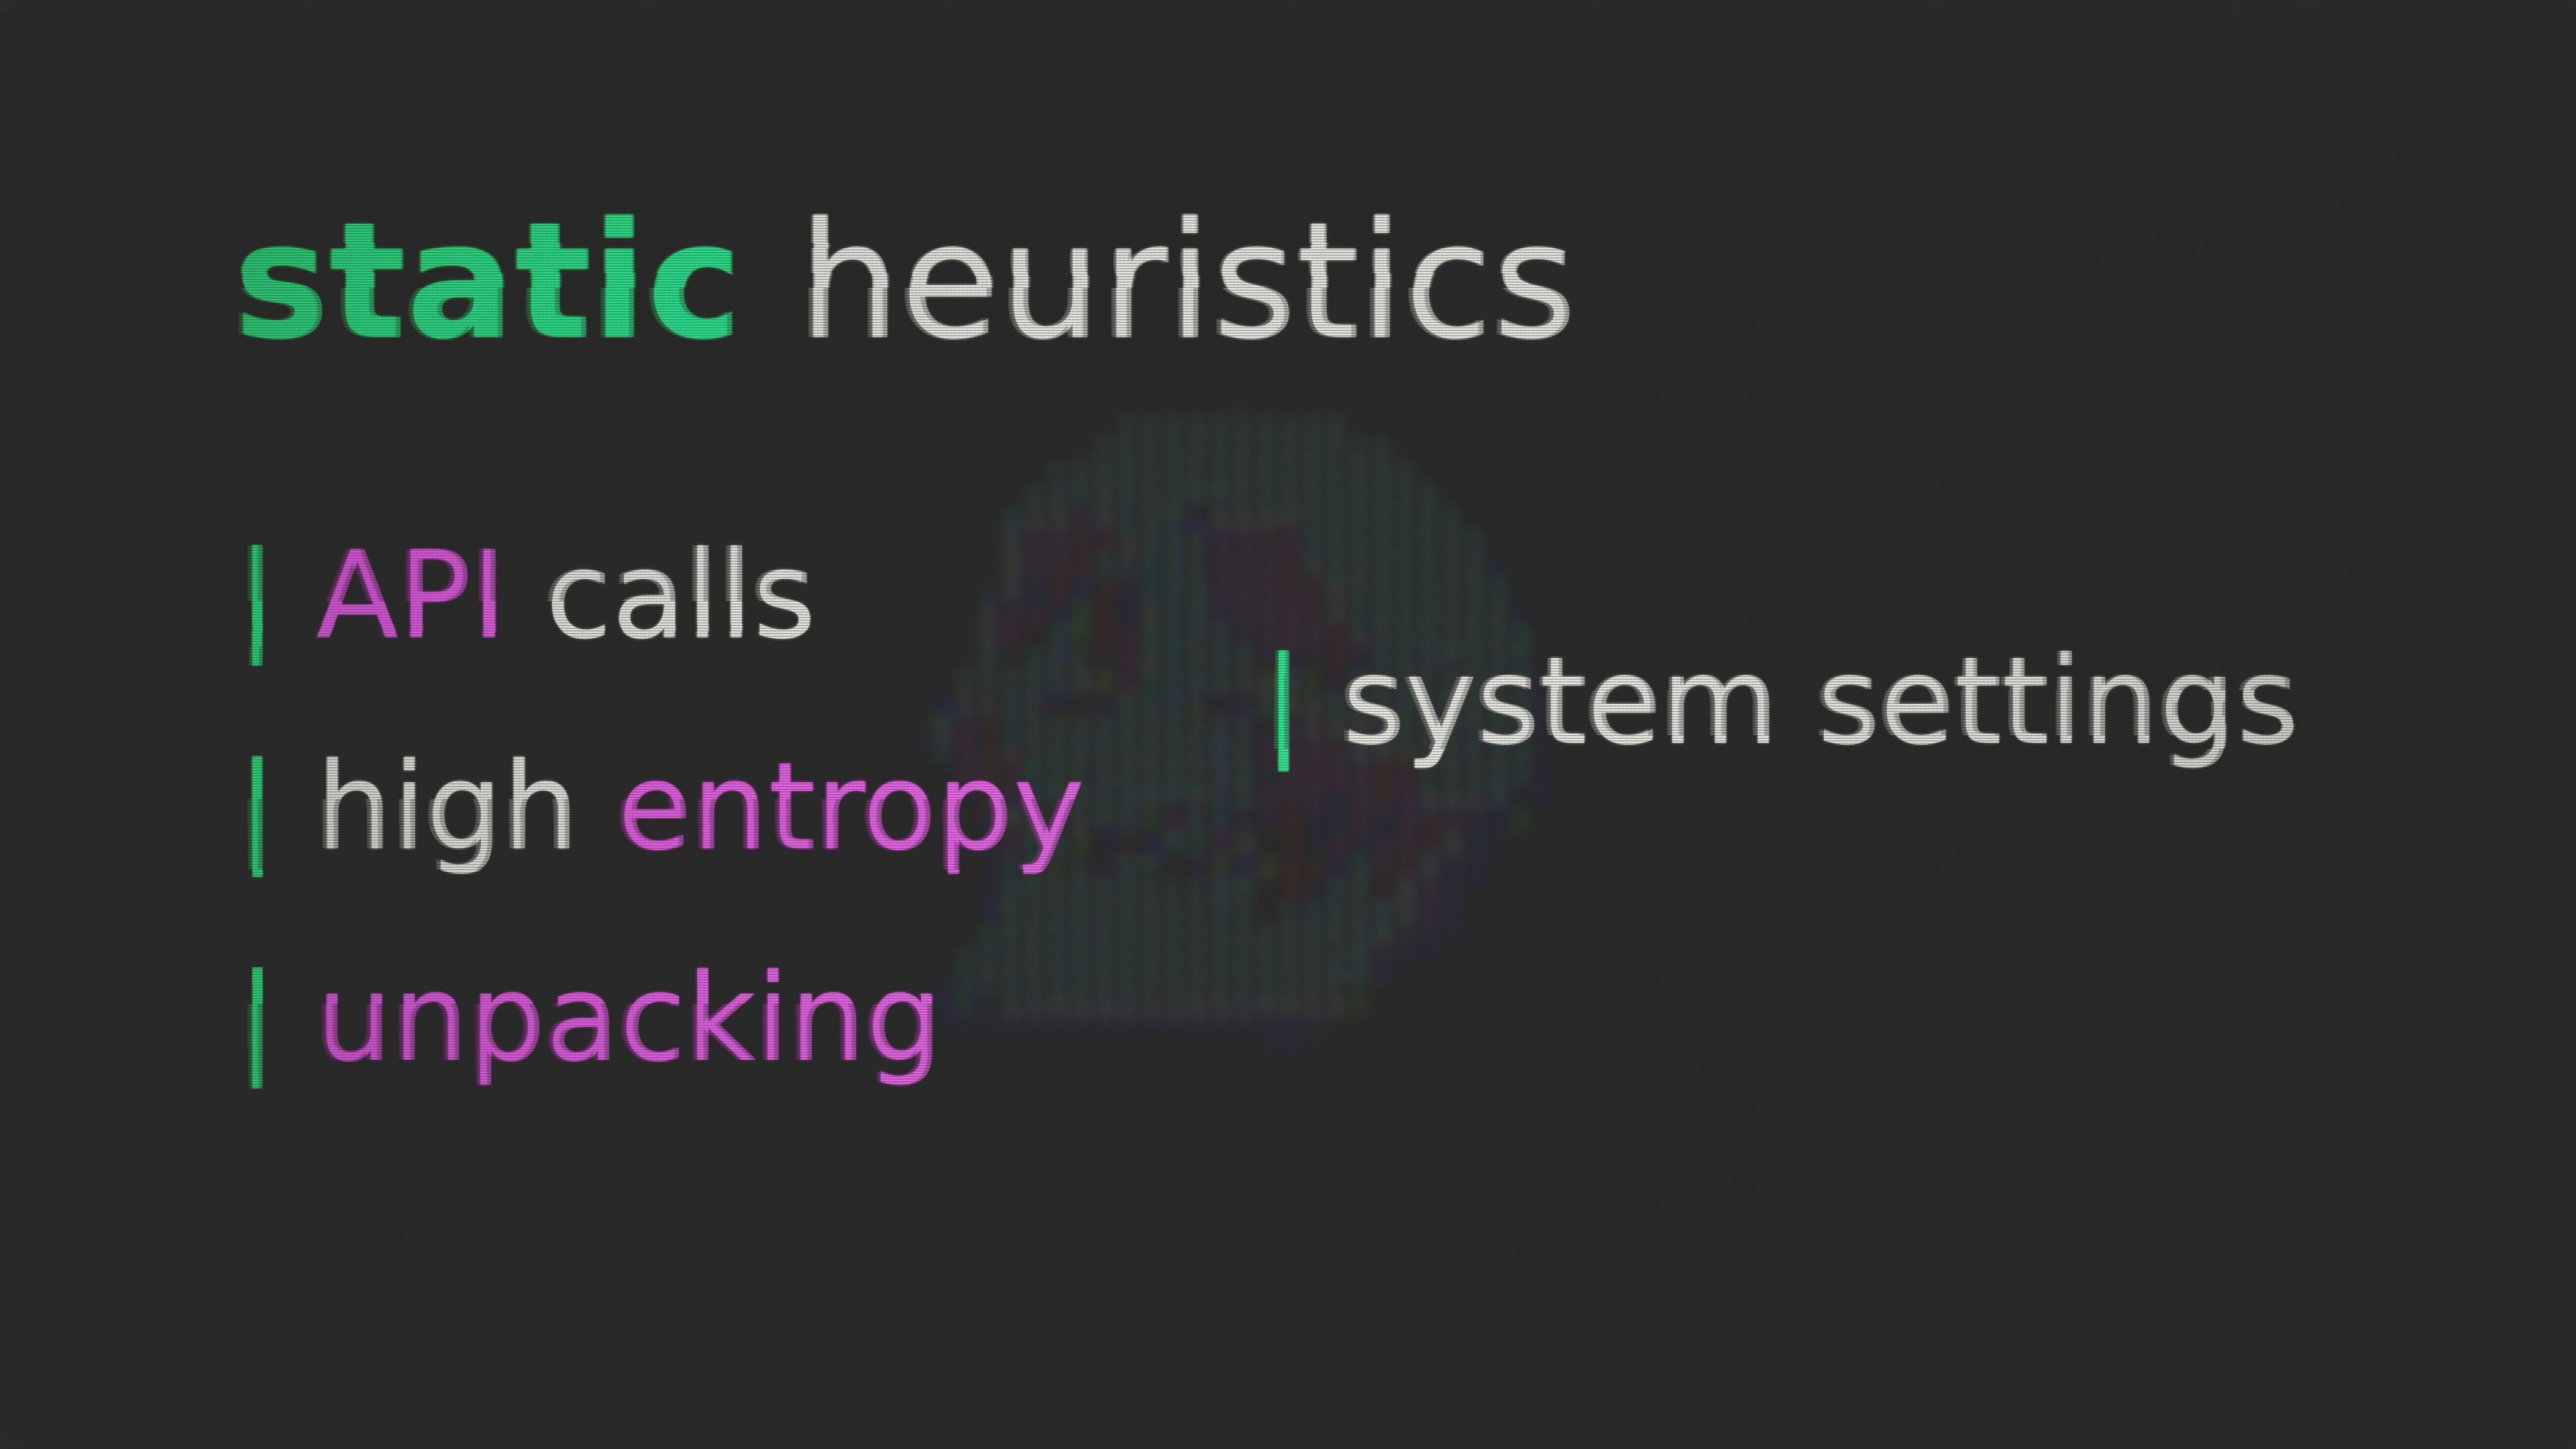 static heuristics
| API calls
| high entropy
| unpacking
| system settings